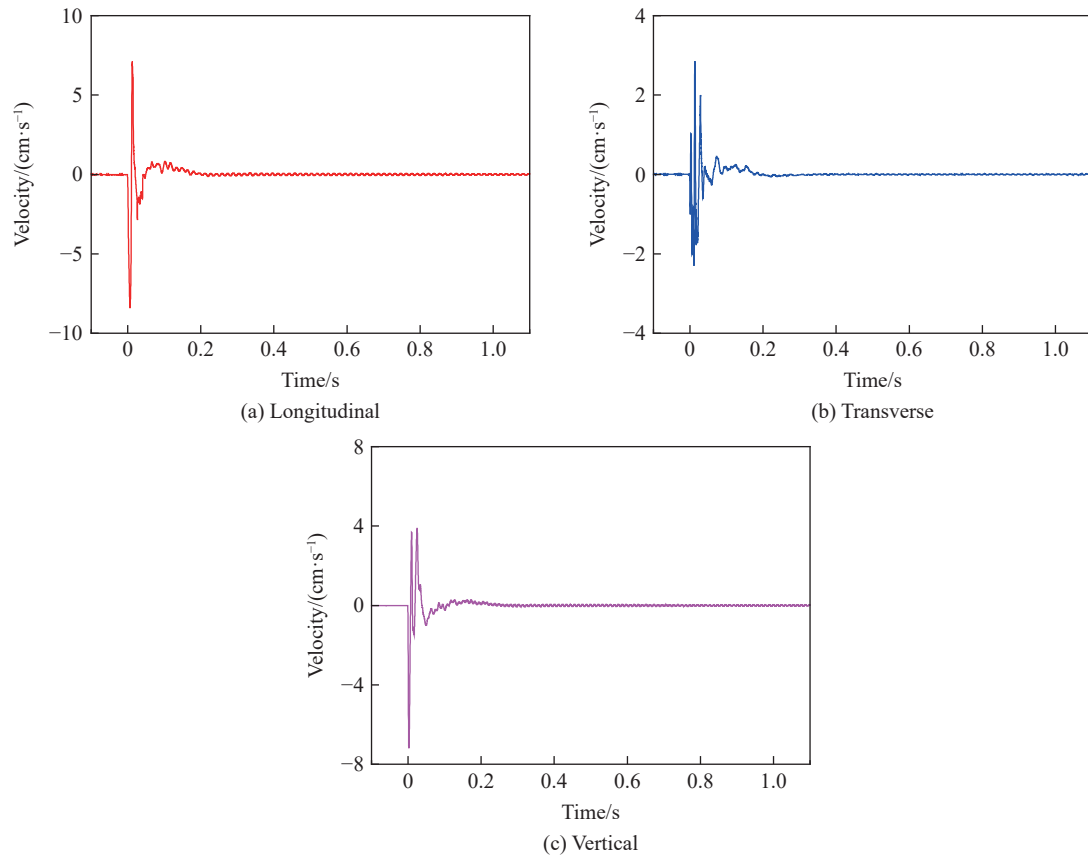 10
5
0
−5
−10
Velocity/(cm·s⁻¹)
0 0.2 0.4 0.6 0.8 1.0
Time/s
(a) Longitudinal
4
2
0
−2
−4
Velocity/(cm·s⁻¹)
0 0.2 0.4 0.6 0.8 1.0
Time/s
(b) Transverse
8
4
0
−4
−8
Velocity/(cm·s⁻¹)
0 0.2 0.4 0.6 0.8 1.0
Time/s
(c) Vertical